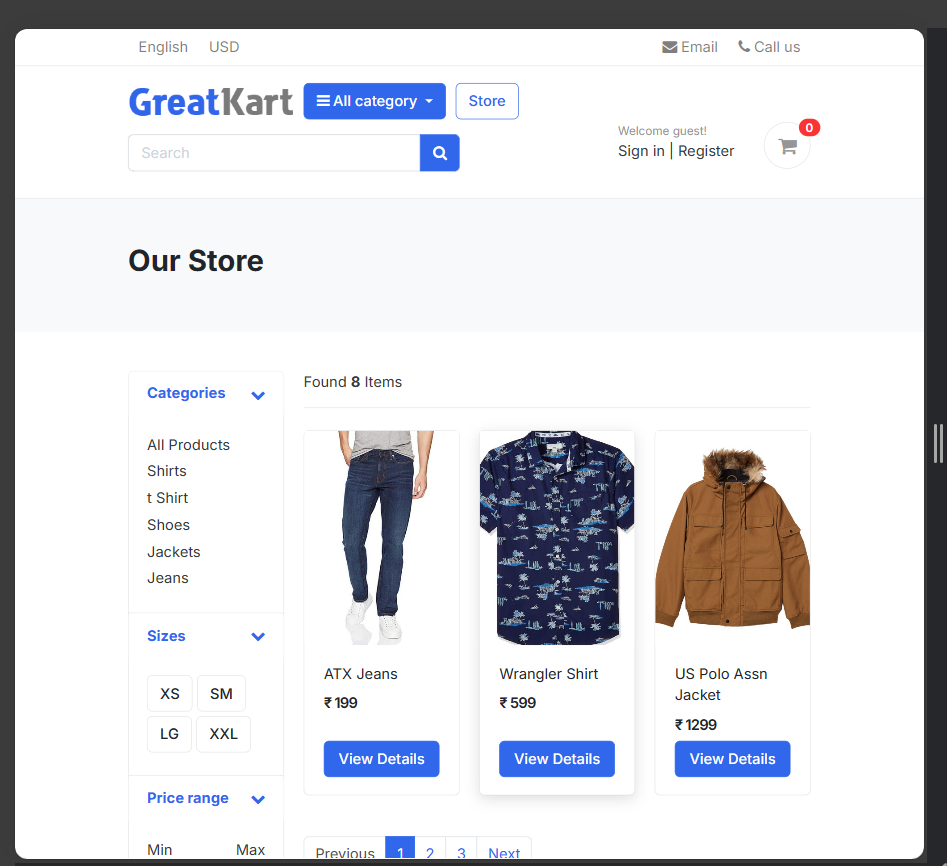 English USD Email Call us
GreatKart All category Store
Welcome guest!
Search Sign in | Register 0
Our Store
Categories
All Products
Shirts
t Shirt
Shoes
Jackets
Jeans
Sizes
XS SM
LG XXL
Price range
Min Max
Found 8 Items
ATX Jeans
₹ 199
View Details
Wrangler Shirt
₹ 599
View Details
US Polo Assn
Jacket
₹ 1299
View Details
Previous 1 2 3 Next